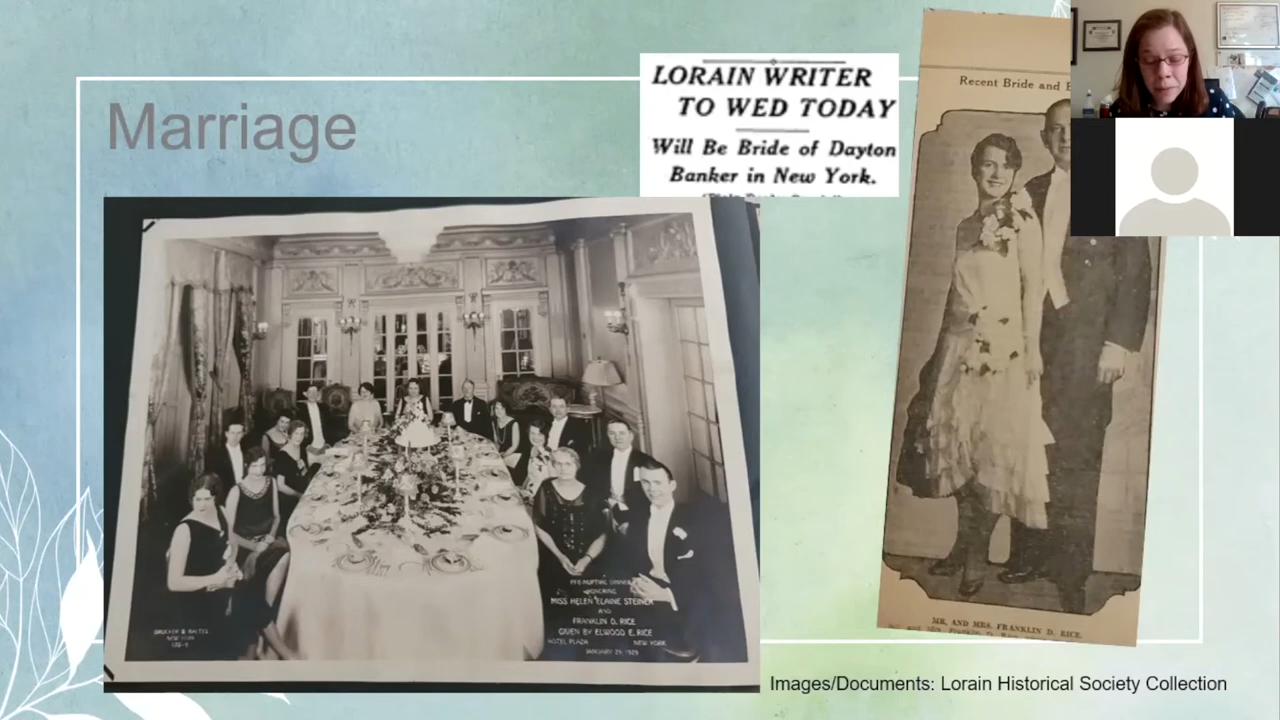 Marriage
LORAIN WRITER
TO WED TODAY
Will Be Bride of Dayton
Banker in New York.
Recent Bride and
PRE-NUPTIAL DINNER
HONORING
MISS HELEN ELAINE STEINER
AND
FRANKLIN D. RICE
GIVEN BY ELWOOD E. RICE
HOTEL PLAZA NEW YORK
JANUARY 25, 1929
NEW YORK
MR. AND MRS. FRANKLIN D. RICE.
Images/Documents: Lorain Historical Society Collection